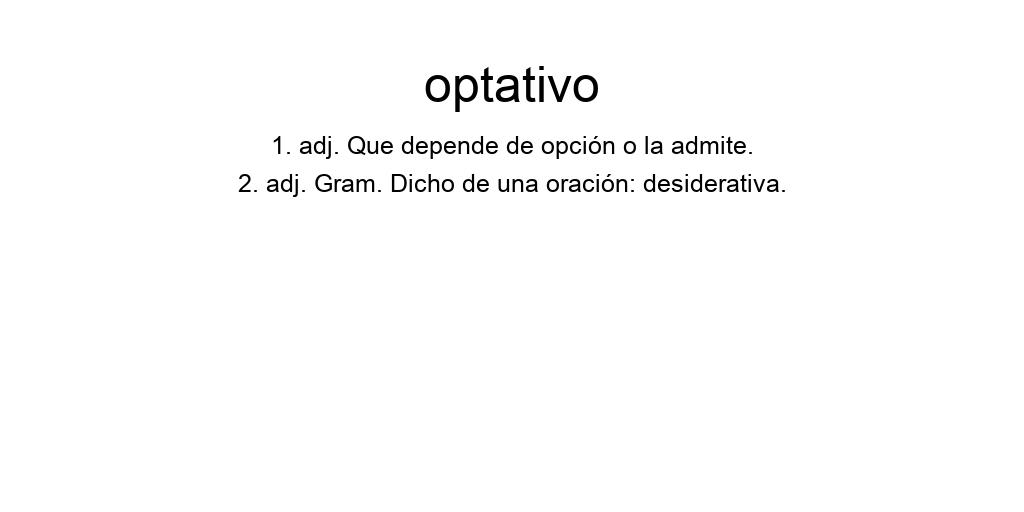 optativo
1. adj. Que depende de opción o la admite.
2. adj. Gram. Dicho de una oración: desiderativa.